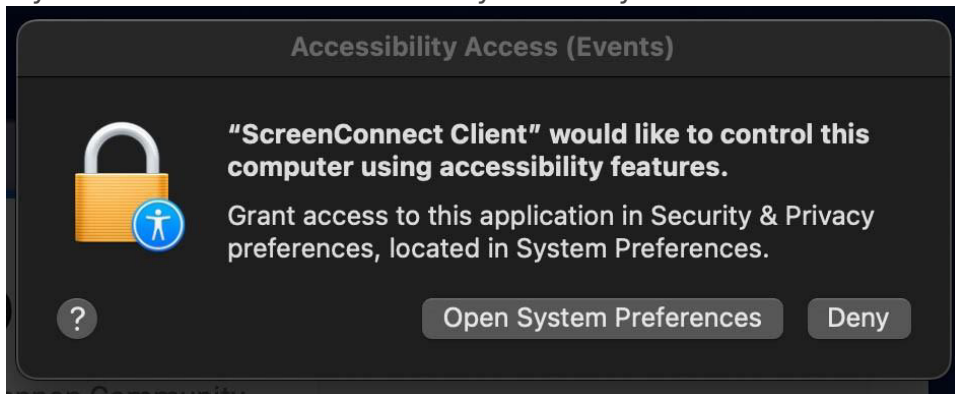 Accessibility Access (Events)
“ScreenConnect Client” would like to control this
computer using accessibility features.
Grant access to this application in Security & Privacy
preferences, located in System Preferences.
? Open System Preferences Deny